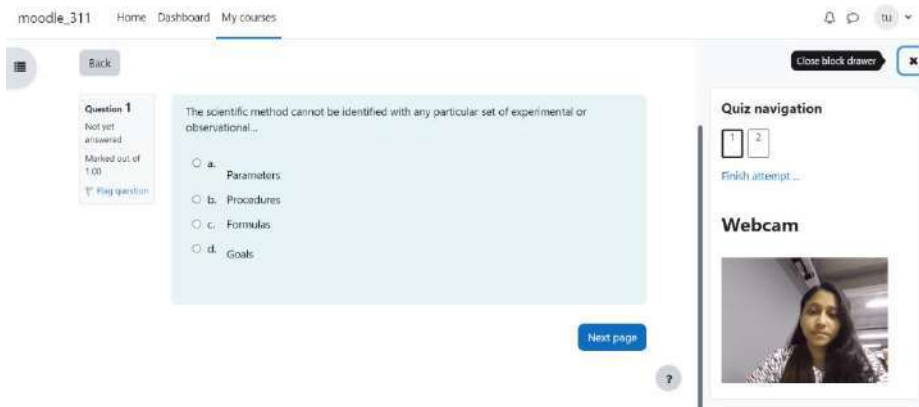 moodle_311 Home Dashboard My courses
tu
Back
Close block drawer
Question 1
Not yet
answered
Marked out of
1.00
Flag question
The scientific method cannot be identified with any particular set of experimental or
observational...
a.
Parameters
b. Procedures
c. Formulas
d. Goals
Next page
?
Quiz navigation
1 2
Finish attempt ...
Webcam